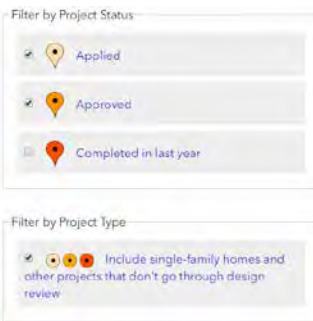 Filter by Project Status
Applied
Approved
Completed in last year
Filter by Project Type
Include single-family homes and
other projects that don't go through design
review